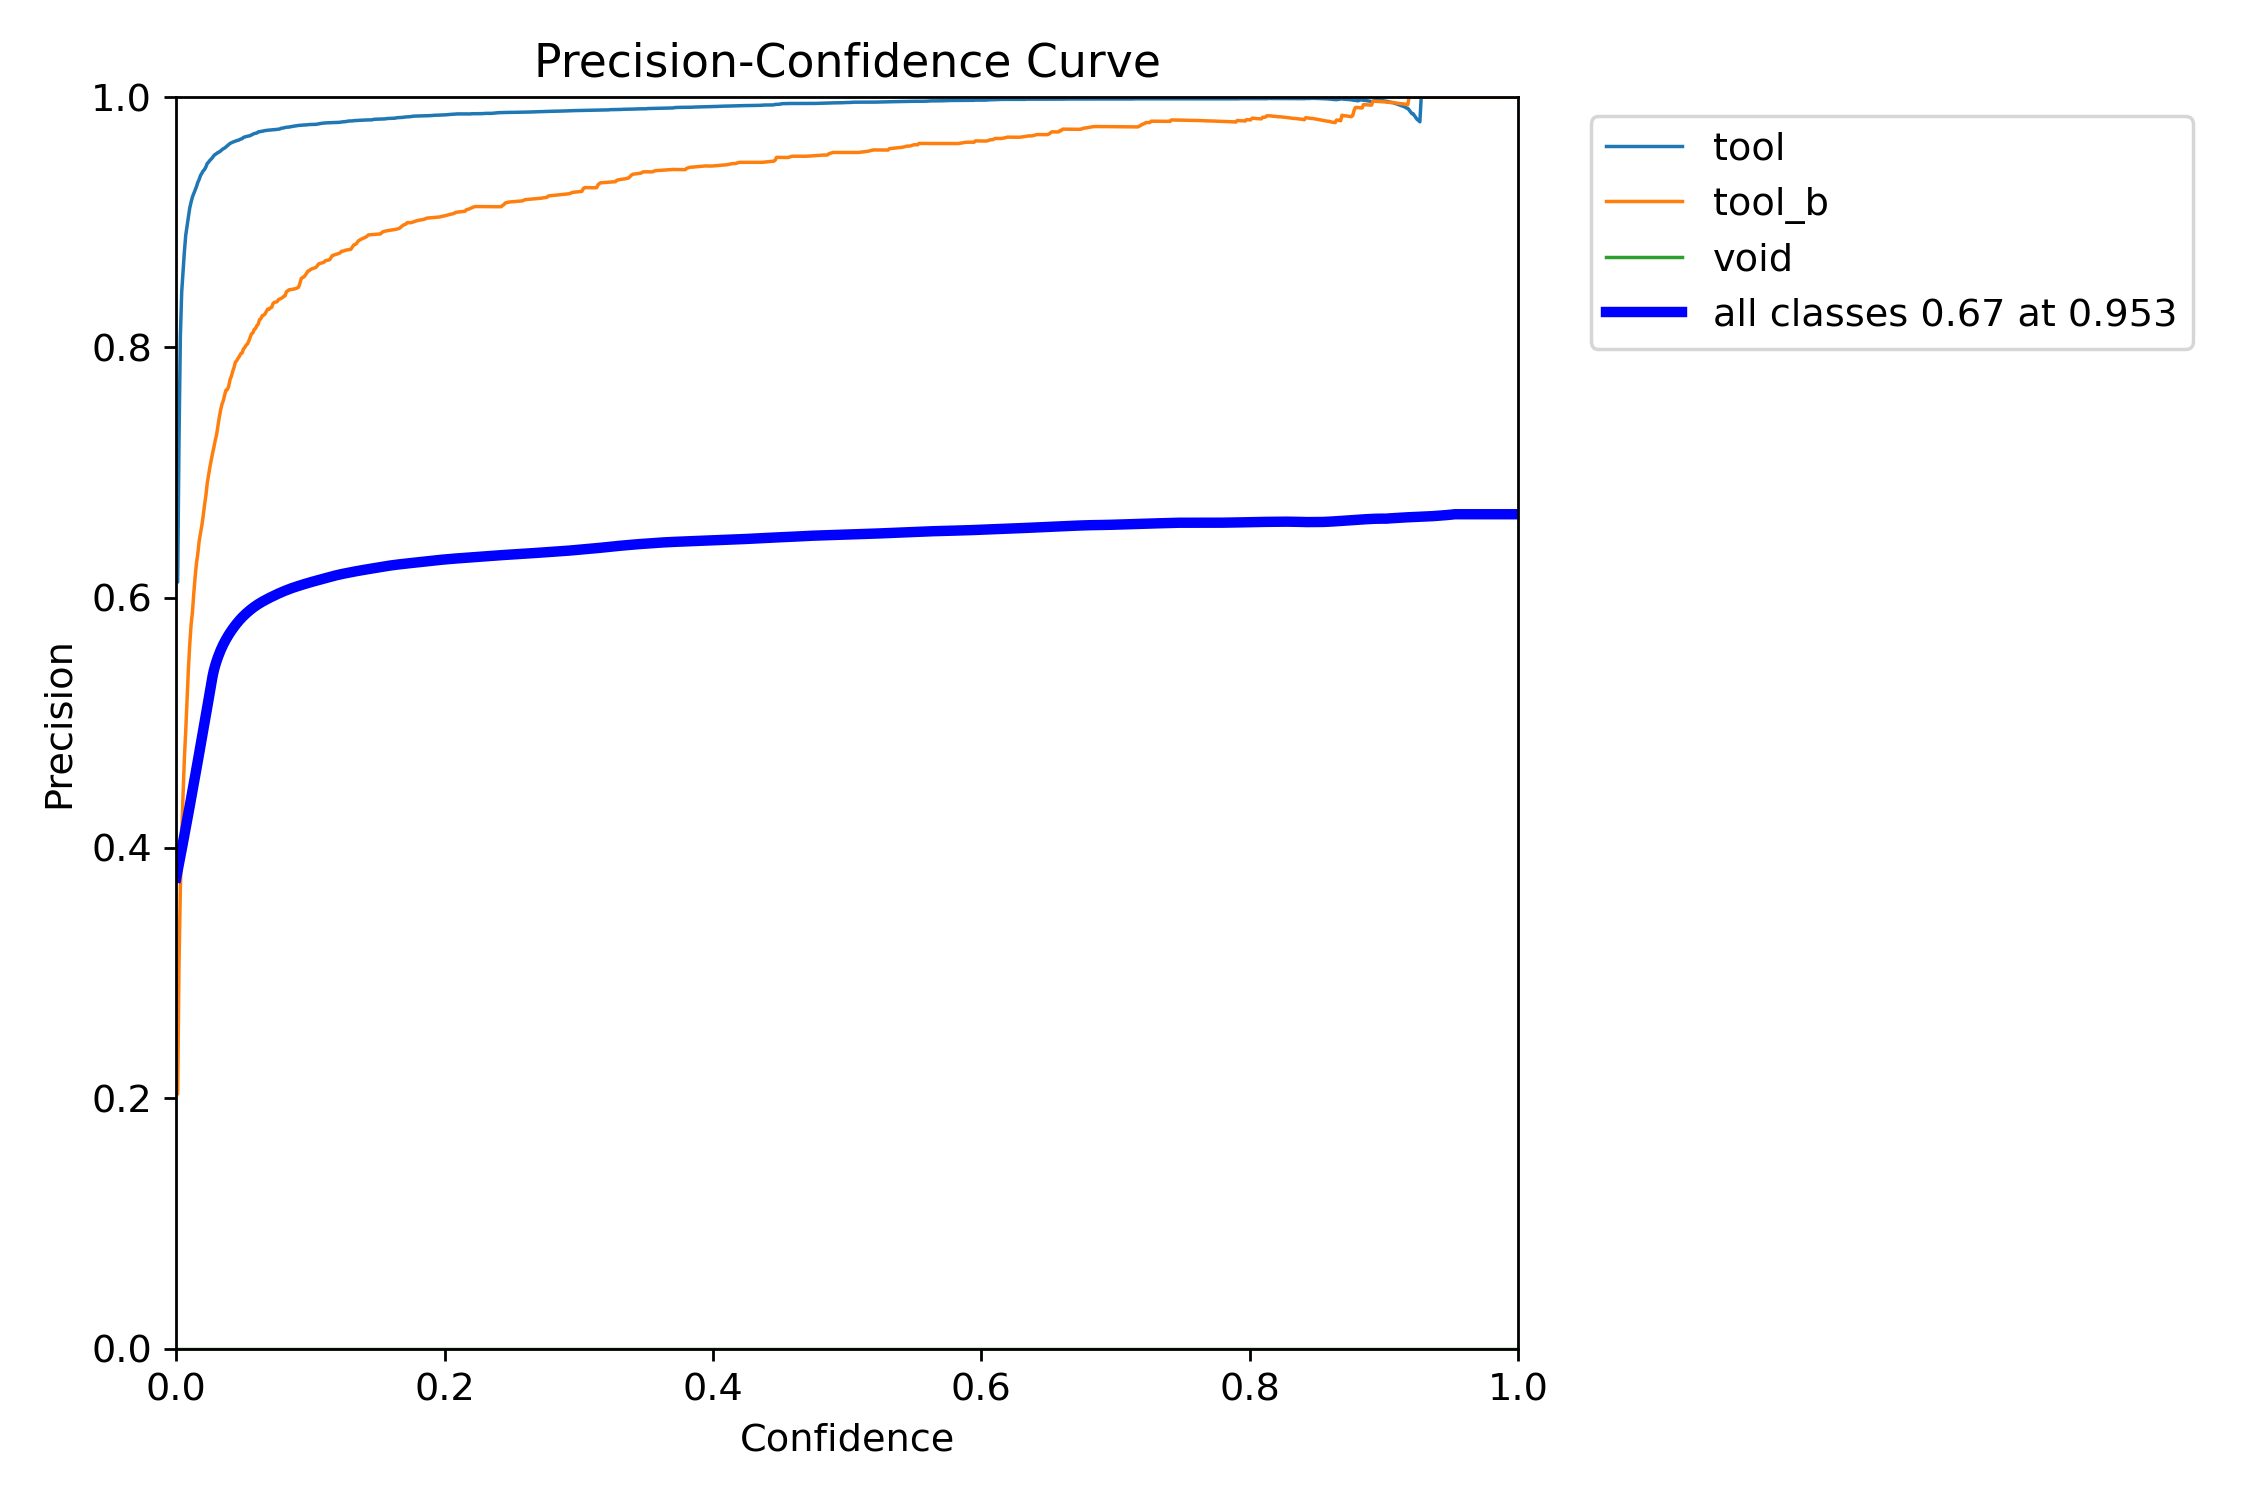 Precision-Confidence Curve
1.0
0.8
0.6
0.4
0.2
0.0
Precision
0.0 0.2 0.4 0.6 0.8 1.0
Confidence
tool
tool_b
void
all classes 0.67 at 0.953